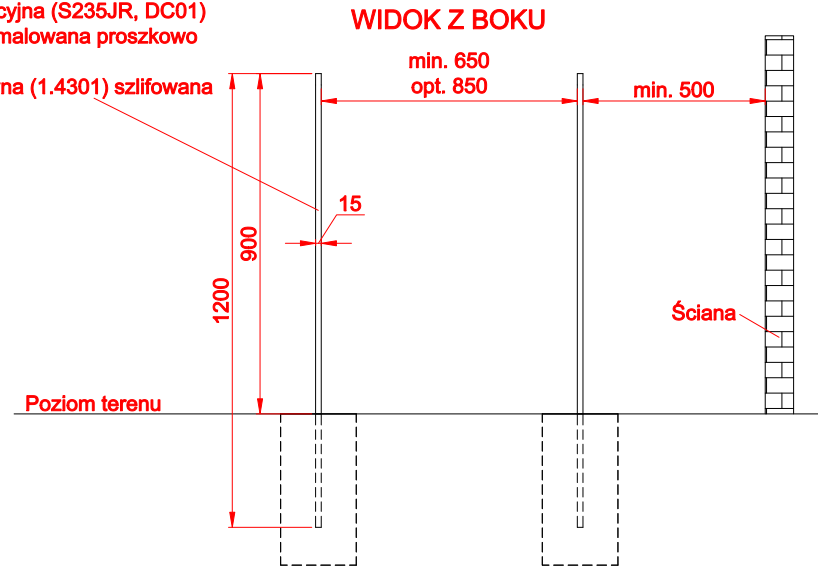 cyjna (S235JR, DC01)
malowana proszkowo
na (1.4301) szlifowana
WIDOK Z BOKU
min. 650
opt. 850
min. 500
15
900
1200
Ściana
Poziom terenu